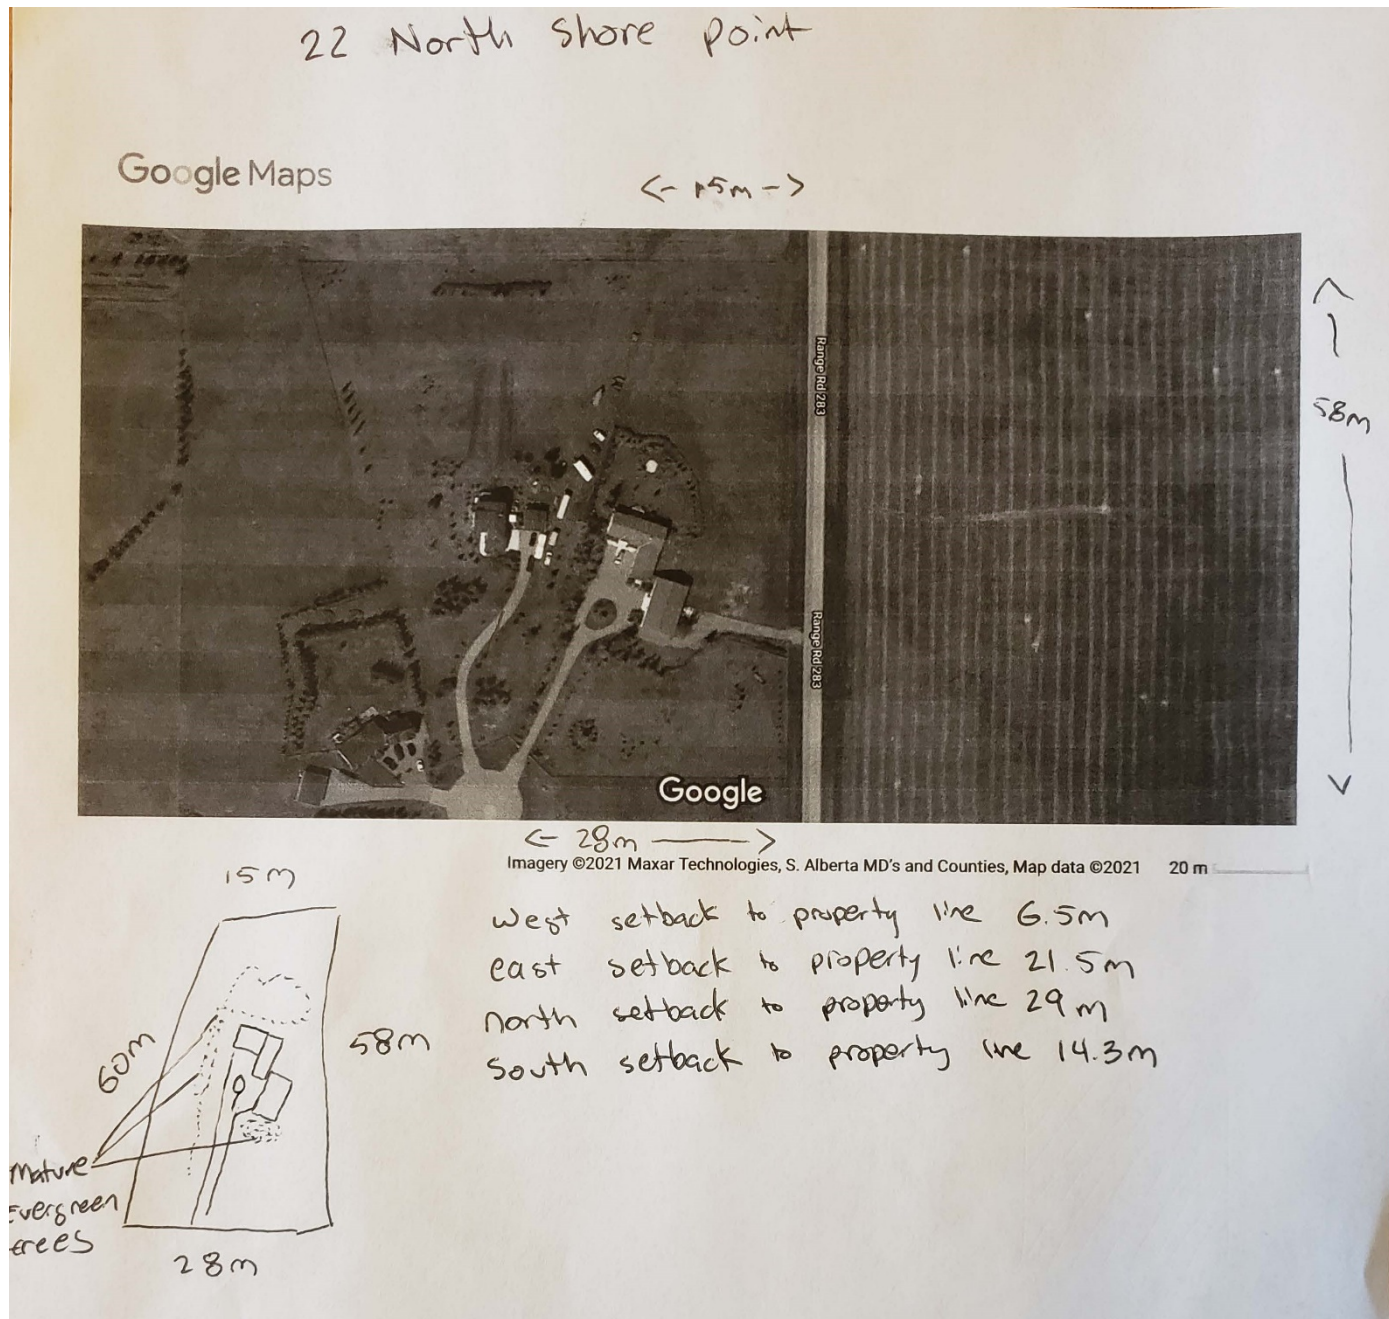 22 North Shore point
Google Maps
<- 15m ->
Range Rd 283
58m
Range Rd 283
Google
<- 28m ->
Imagery ©2021 Maxar Technologies, S. Alberta MD's and Counties, Map data ©2021 20 m
15m
west setback to property line 6.5m
east setback to property line 21.5m
north setback to property line 29m
South setback to property line 14.3m
60m
58m
Mature
Evergreen
trees
28m